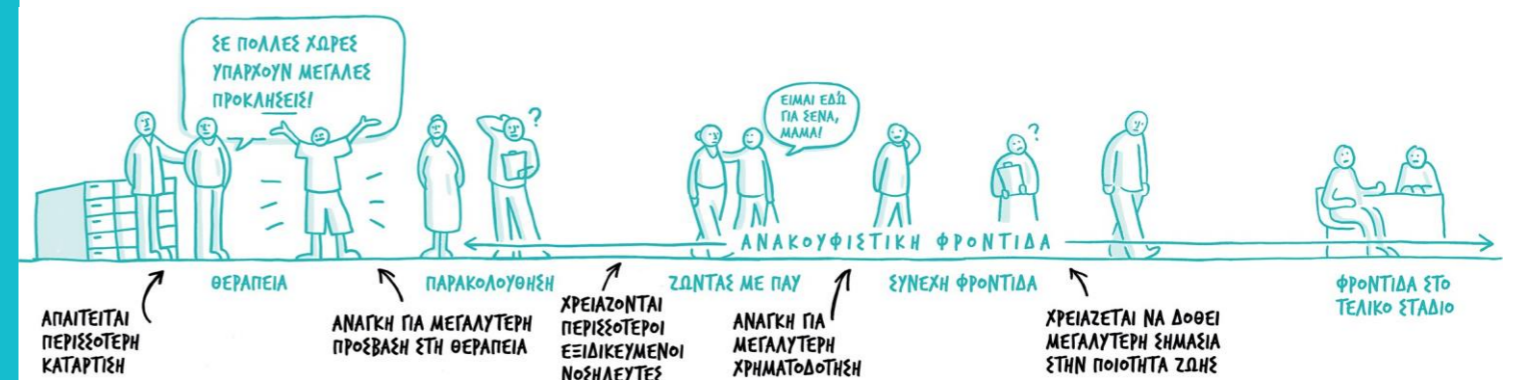 ΣΕ ΠΟΛΛΕΣ ΧΩΡΕΣ
ΥΠΑΡΧΟΥΝ ΜΕΓΑΛΕΣ
ΠΡΟΚΛΗΣΕΙΣ!
?
ΕΙΜΑΙ ΕΔΩ
ΓΙΑ ΣΕΝΑ,
ΜΑΜΑ!
?
ΑΝΑΚΟΥΦΙΣΤΙΚΗ ΦΡΟΝΤΙΔΑ
ΘΕΡΑΠΕΙΑ
ΠΑΡΑΚΟΛΟΥΘΗΣΗ
ΖΩΝΤΑΣ ΜΕ ΠΑΥ
ΣΥΝΕΧΗ ΦΡΟΝΤΙΔΑ
ΦΡΟΝΤΙΔΑ ΣΤΟ
ΤΕΛΙΚΟ ΣΤΑΔΙΟ
ΑΠΑΙΤΕΙΤΑΙ
ΠΕΡΙΣΣΟΤΕΡΗ
ΚΑΤΑΡΤΙΣΗ
ΑΝΑΓΚΗ ΓΙΑ ΜΕΓΑΛΥΤΕΡΗ
ΠΡΟΣΒΑΣΗ ΣΤΗ ΘΕΡΑΠΕΙΑ
ΧΡΕΙΑΖΟΝΤΑΙ
ΠΕΡΙΣΣΟΤΕΡΟΙ
ΕΞΙΔΙΚΕΥΜΕΝΟΙ
ΝΟΣΗΛΕΥΤΕΣ
ΑΝΑΓΚΗ ΓΙΑ
ΜΕΓΑΛΥΤΕΡΗ
ΧΡΗΜΑΤΟΔΟΤΗΣΗ
ΧΡΕΙΑΖΕΤΑΙ ΝΑ ΔΟΘΕΙ
ΜΕΓΑΛΥΤΕΡΗ ΣΗΜΑΣΙΑ
ΣΤΗΝ ΠΟΙΟΤΗΤΑ ΖΩΗΣ